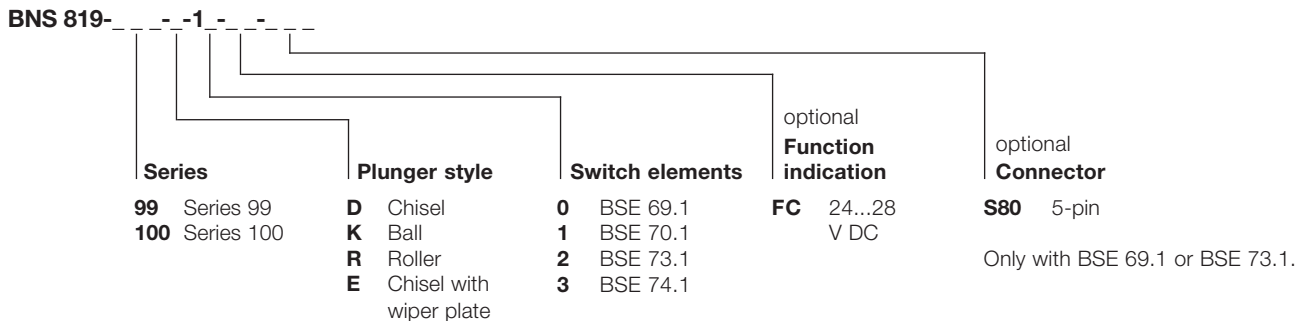 BNS 819-_ _ _-_-1_-_ _-_ _ _
optional
Function indication
optional
Connector
Series
Plunger style
Switch elements
99 Series 99
100 Series 100
D Chisel
K Ball
R Roller
E Chisel with
wiper plate
0 BSE 69.1
1 BSE 70.1
2 BSE 73.1
3 BSE 74.1
FC 24...28
V DC
S80 5-pin
Only with BSE 69.1 or BSE 73.1.